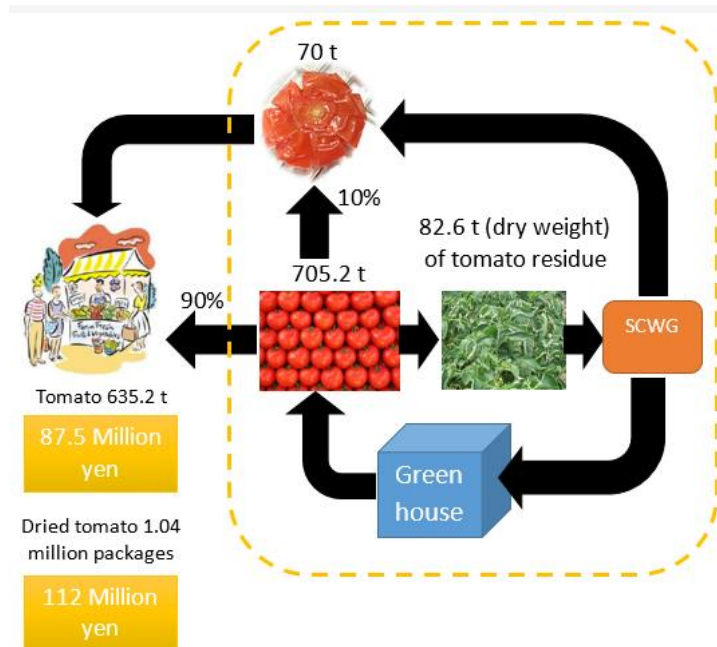 70 t
10%
82.6 t (dry weight)
of tomato residue
705.2 t
90%
SCWG
Tomato 635.2 t
87.5 Million
yen
Green
house
Dried tomato 1.04
million packages
112 Million
yen